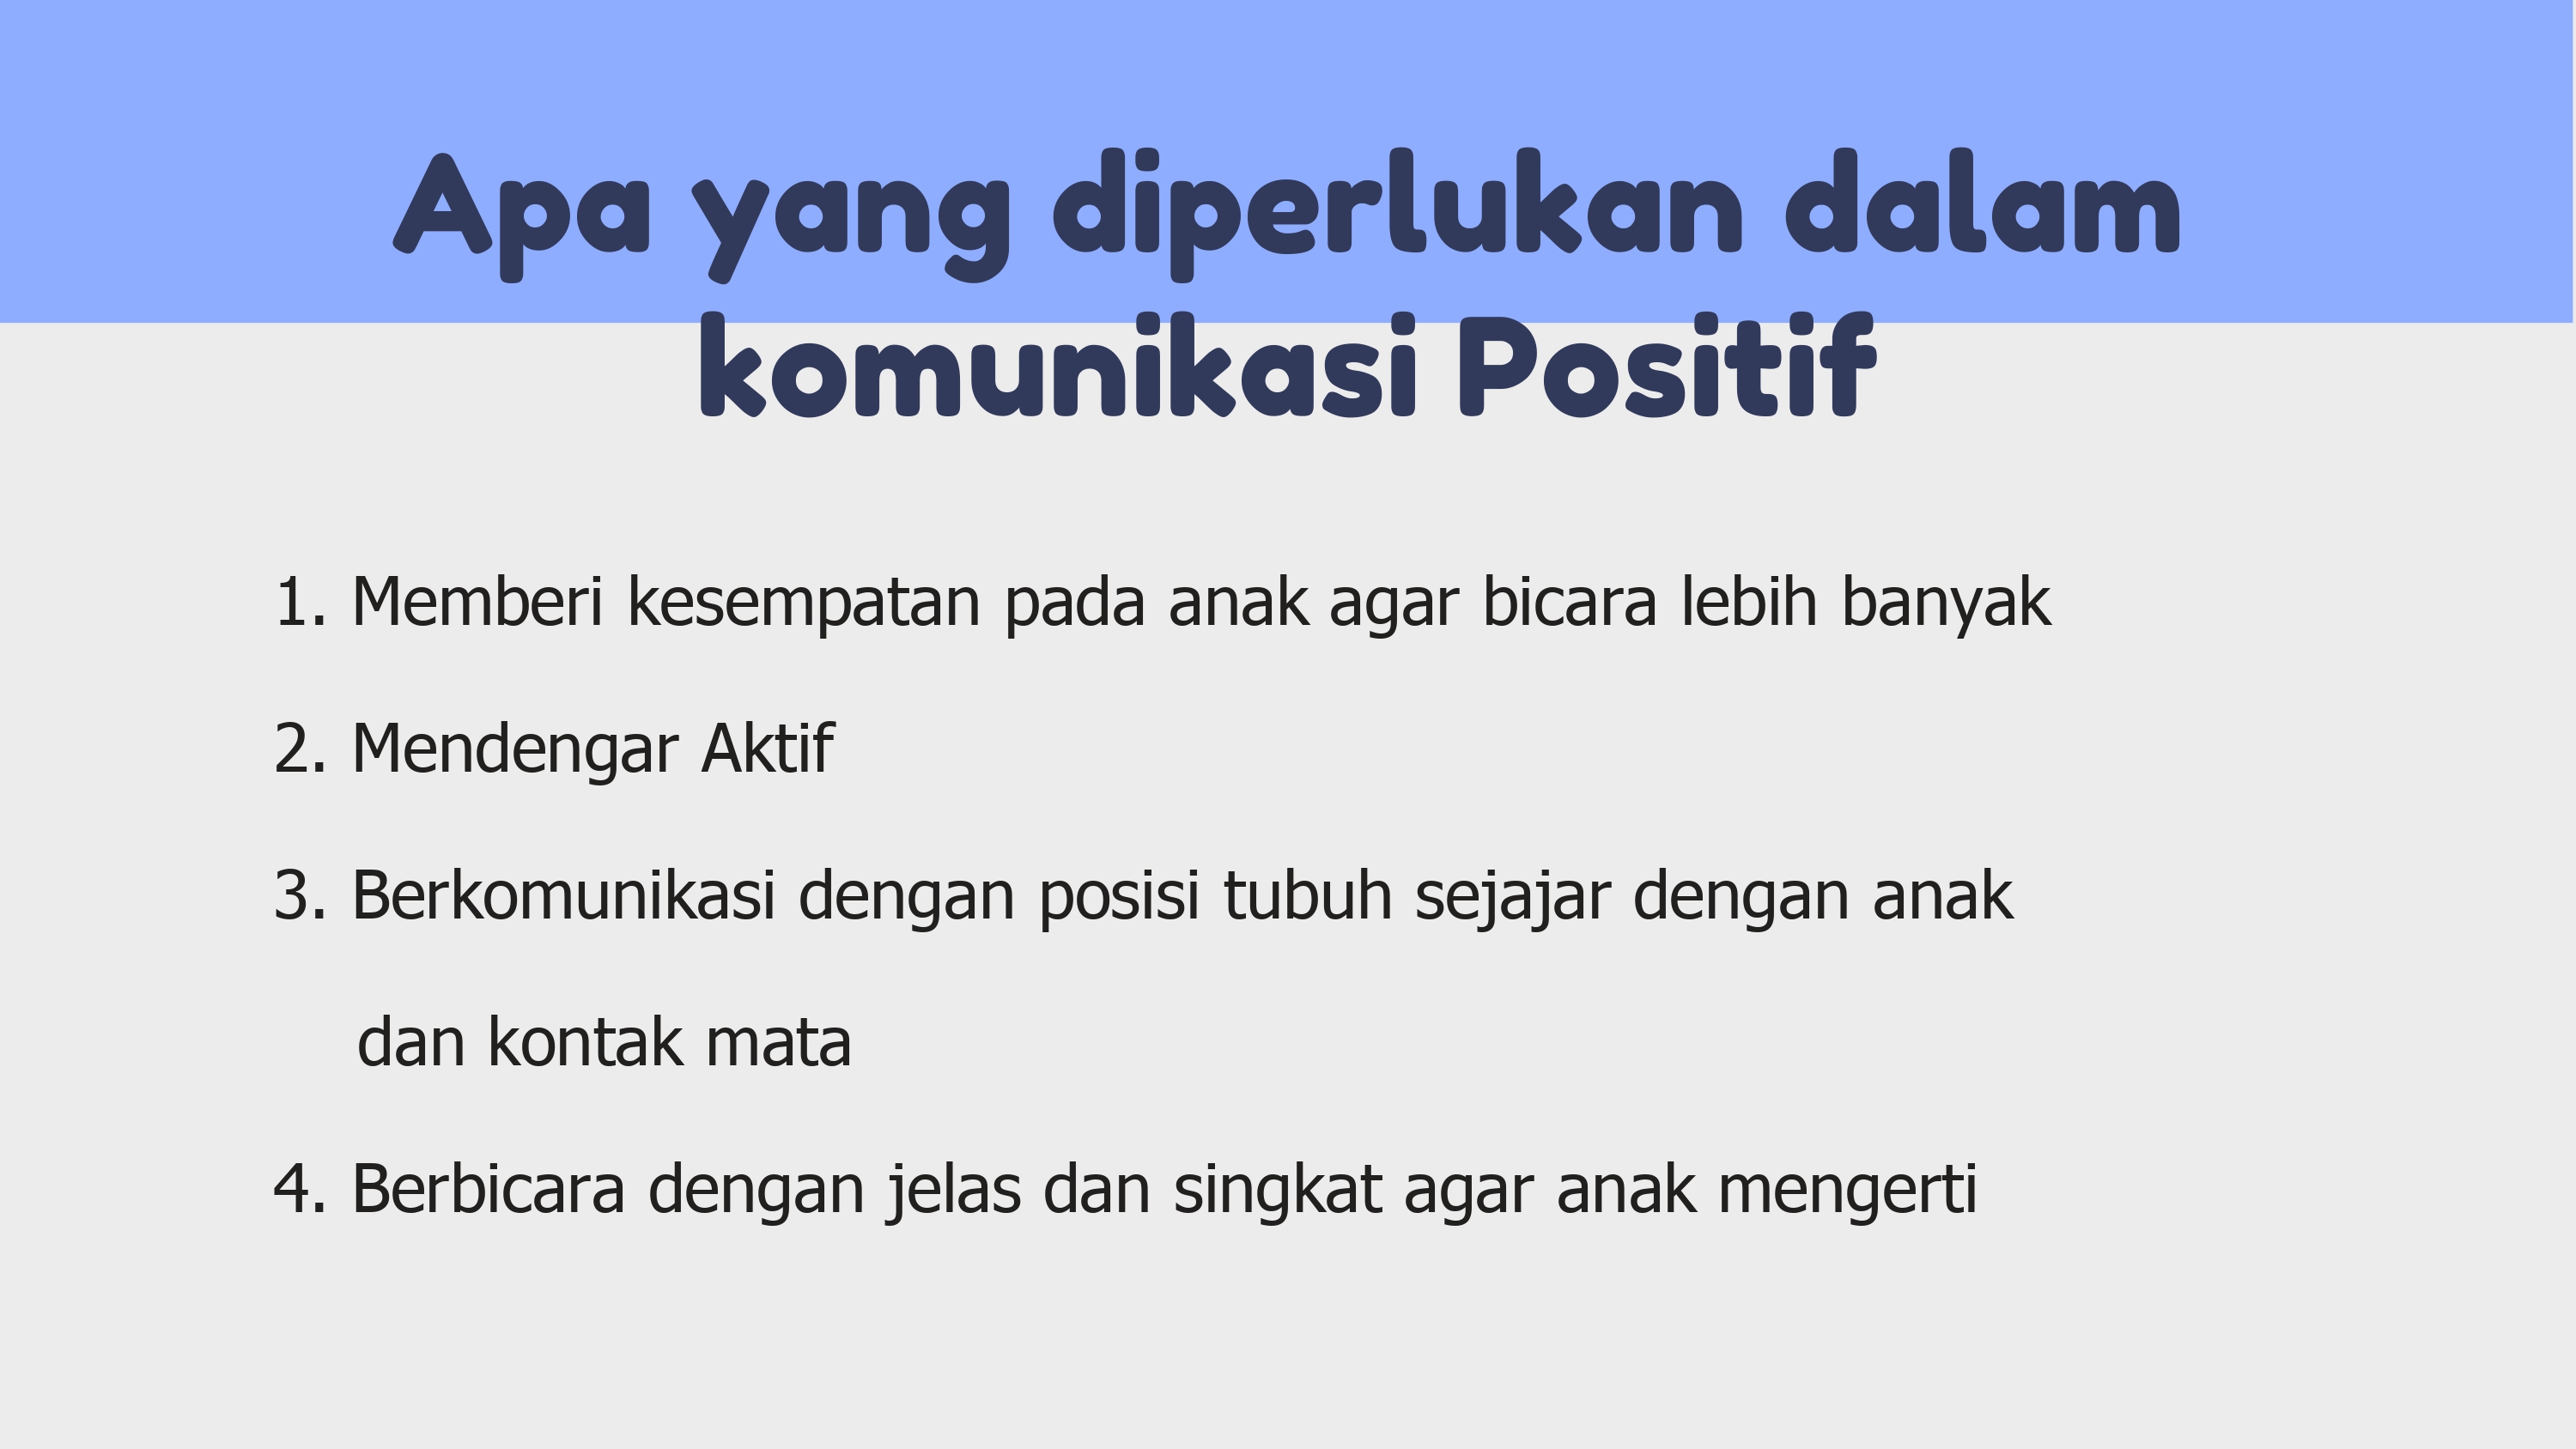 Apa yang diperlukan dalam
komunikasi Positif
1. Memberi kesempatan pada anak agar bicara lebih banyak
2. Mendengar Aktif
3. Berkomunikasi dengan posisi tubuh sejajar dengan anak
dan kontak mata
4. Berbicara dengan jelas dan singkat agar anak mengerti